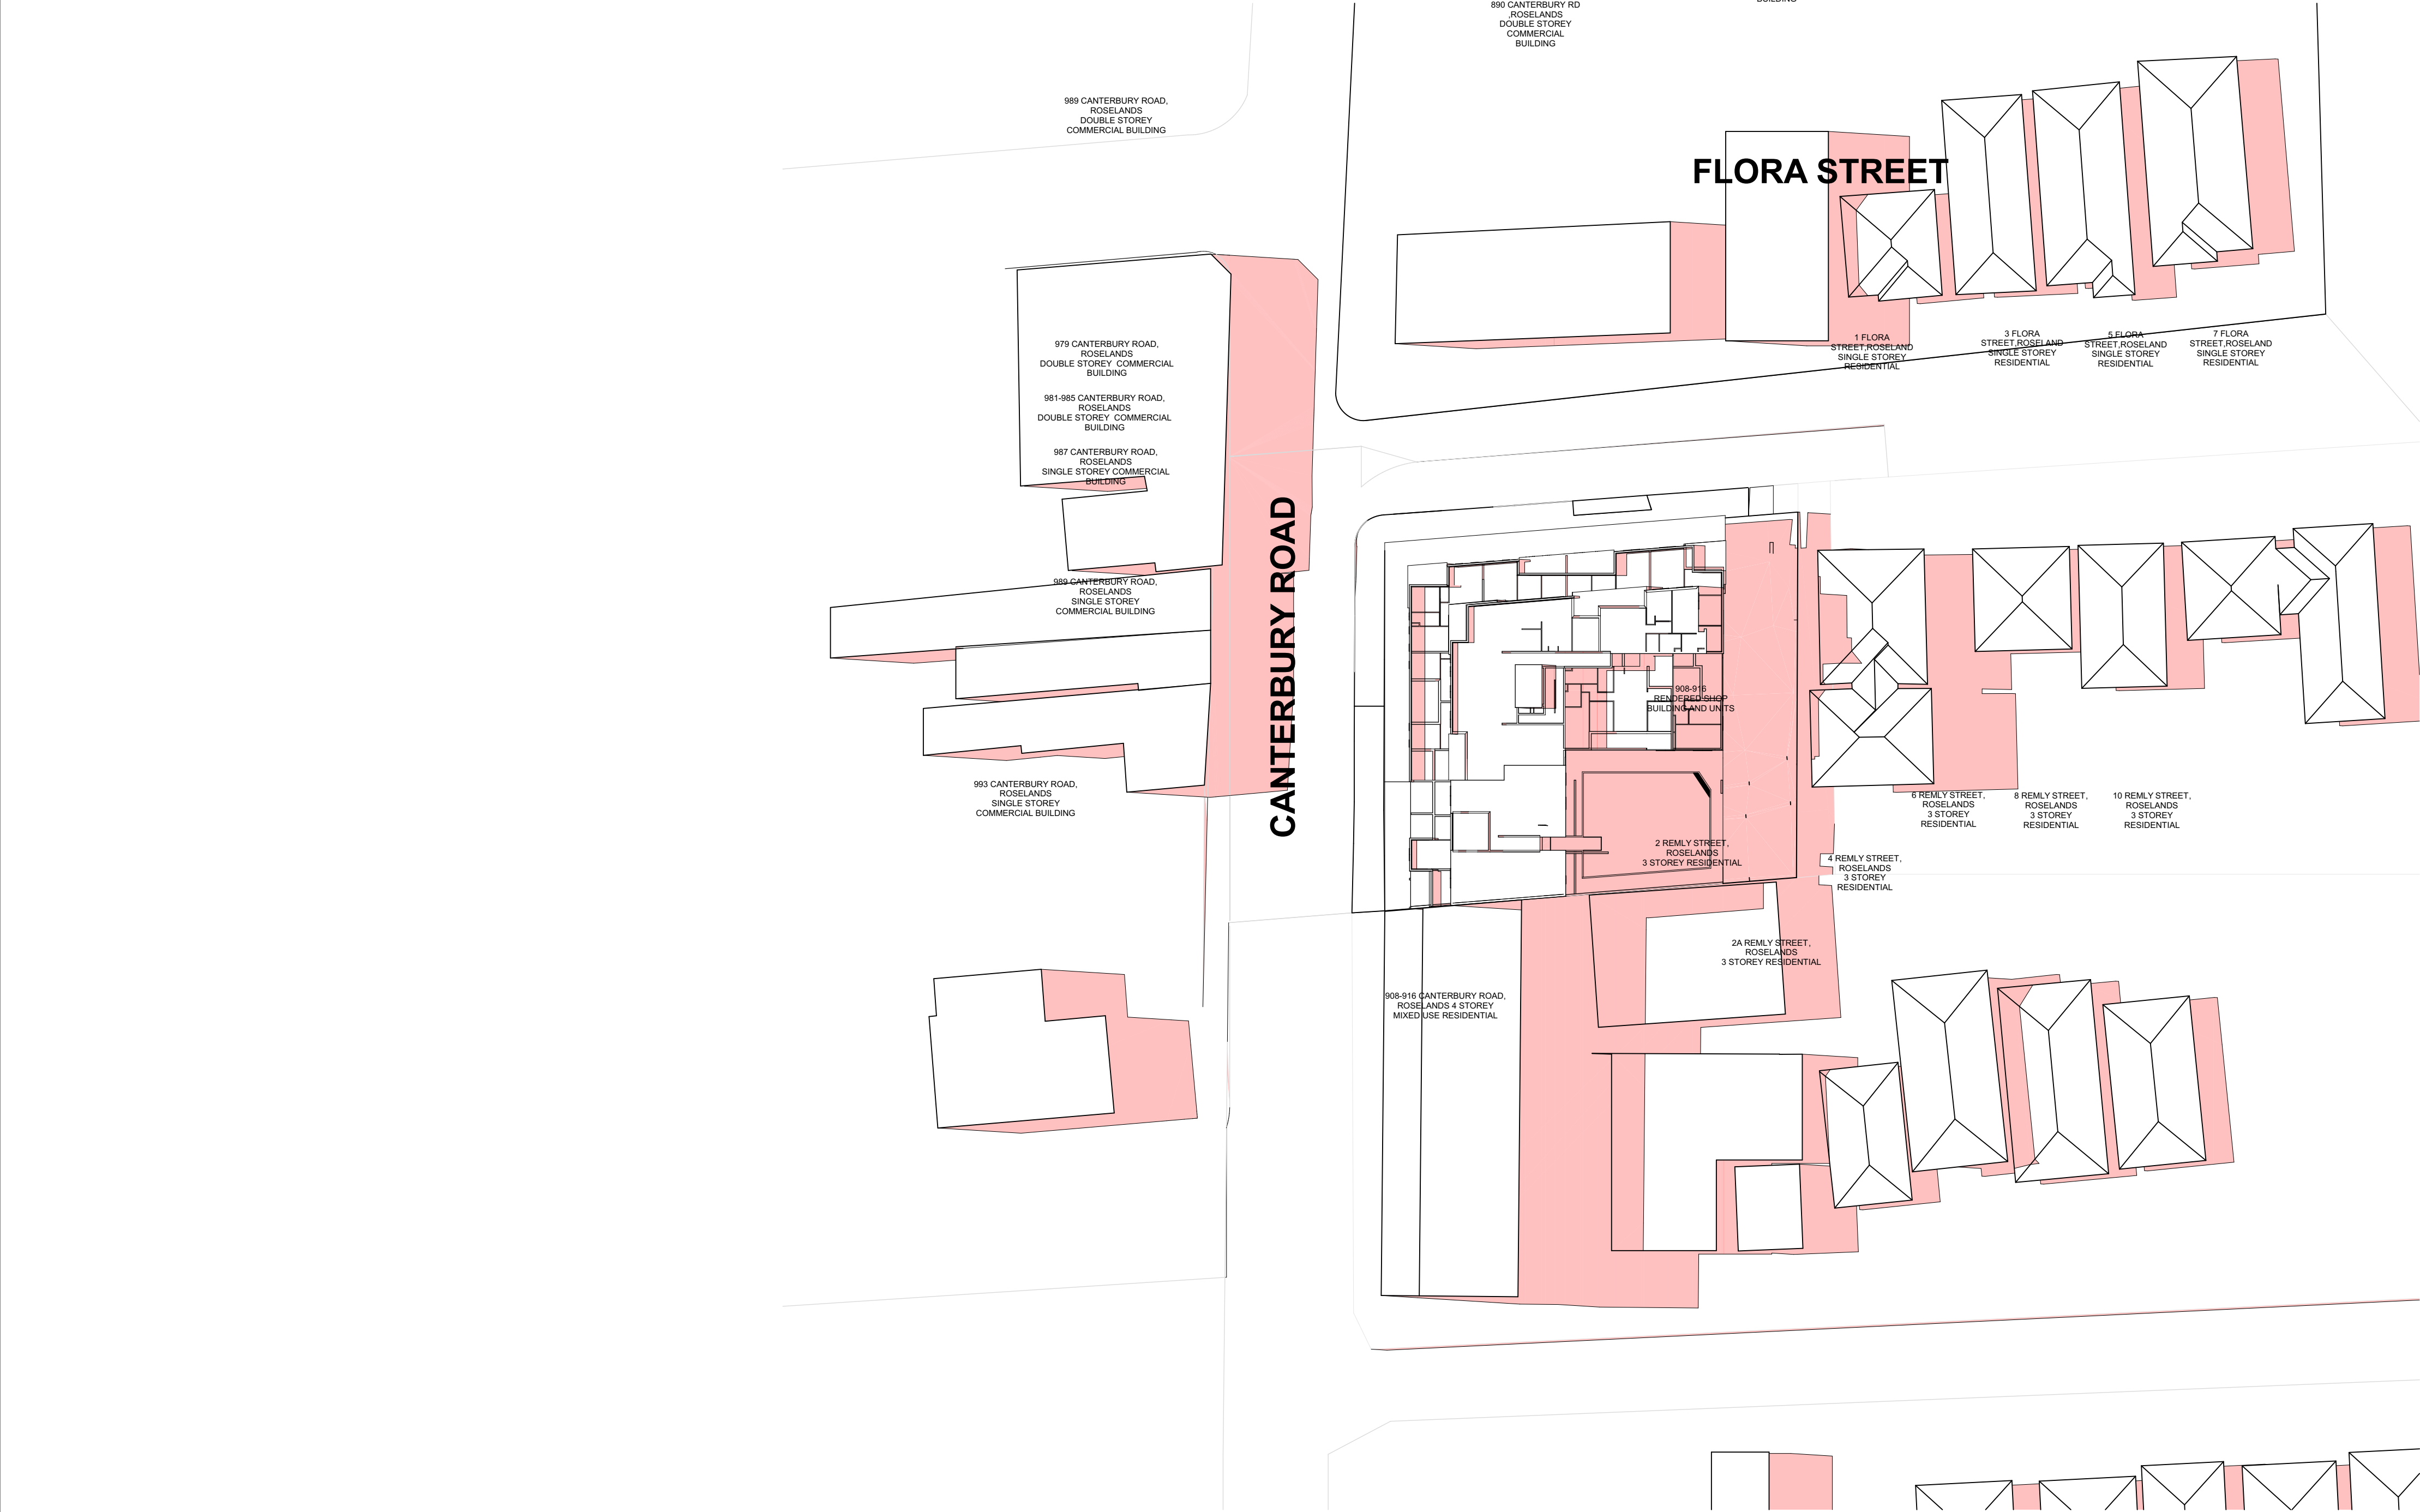 890 CANTERBURY RD
,ROSELANDS
DOUBLE STOREY
COMMERCIAL
BUILDING
BUILDING
989 CANTERBURY ROAD,
ROSELANDS
DOUBLE STOREY
COMMERCIAL BUILDING
FLORA STREET
979 CANTERBURY ROAD,
ROSELANDS
DOUBLE STOREY COMMERCIAL
BUILDING
981-985 CANTERBURY ROAD,
ROSELANDS
DOUBLE STOREY COMMERCIAL
BUILDING
987 CANTERBURY ROAD,
ROSELANDS
SINGLE STOREY COMMERCIAL
BUILDING
1 FLORA
STREET,ROSELAND
SINGLE STOREY
RESIDENTIAL
3 FLORA
STREET,ROSELAND
SINGLE STOREY
RESIDENTIAL
5 FLORA
STREET,ROSELAND
SINGLE STOREY
RESIDENTIAL
7 FLORA
STREET,ROSELAND
SINGLE STOREY
RESIDENTIAL
CANTERBURY ROAD
989 CANTERBURY ROAD,
ROSELANDS
SINGLE STOREY
COMMERCIAL BUILDING
908-916
RENDERED SHOP
BUILDING AND UNITS
993 CANTERBURY ROAD,
ROSELANDS
SINGLE STOREY
COMMERCIAL BUILDING
2 REMLY STREET,
ROSELANDS
3 STOREY RESIDENTIAL
4 REMLY STREET,
ROSELANDS
3 STOREY
RESIDENTIAL
6 REMLY STREET,
ROSELANDS
3 STOREY
RESIDENTIAL
8 REMLY STREET,
ROSELANDS
3 STOREY
RESIDENTIAL
10 REMLY STREET,
ROSELANDS
3 STOREY
RESIDENTIAL
2A REMLY STREET,
ROSELANDS
3 STOREY RESIDENTIAL
908-916 CANTERBURY ROAD,
ROSELANDS 4 STOREY
MIXED USE RESIDENTIAL